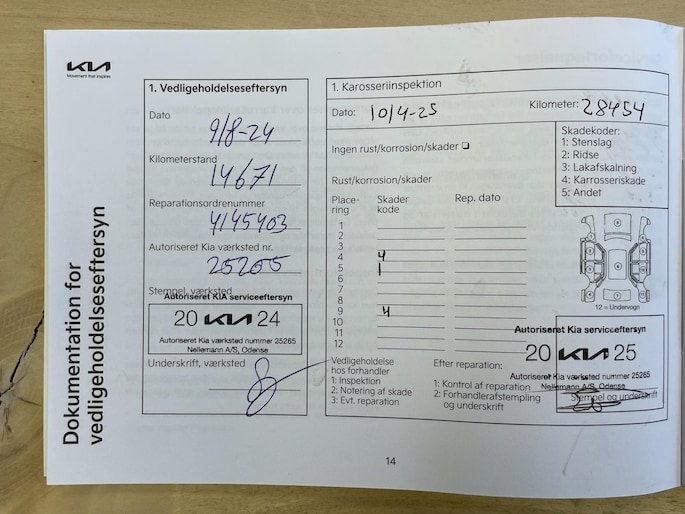 KIA
Movement that inspires
Dokumentation for
vedligeholdelseseftersyn
1. Vedligeholdelseseftersyn
Dato
9/8-24
Kilometerstand
14671
Reparationsordrenummer
4145403
Autoriseret Kia værksted nr.
25265
Stempel, værksted
Autoriseret KIA serviceeftersyn
20 KIA 24
Autoriseret Kia værksted nummer 25265
Nellemann A/S, Odense
Underskrift, værksted
1. Karosseriinspektion
Dato: 10/4-25
Kilometer: 28454
Ingen rust/korrosion/skader
Skadekoder:
1: Stenslag
2: Ridse
3: Lakafskalning
4: Karrosseriskade
5: Andet
Rust/korrosion/skader
Place-
ring
Skader
kode
Rep. dato
1
2
3
4 4
5 1
6
7
8
9 4
10
11
12
12 = Undervogn
Autoriseret Kia serviceeftersyn
20 KIA 25
Autoriseret Kia værksted nummer 25265
Nellemann A/S, Odense
Stempel og underskrift
Vedligeholdelse
hos forhandler
1: Inspektion
2: Notering af skade
3: Evt. reparation
Efter reparation:
1: Kontrol af reparation
2: Forhandlerafstempling
og underskrift
14